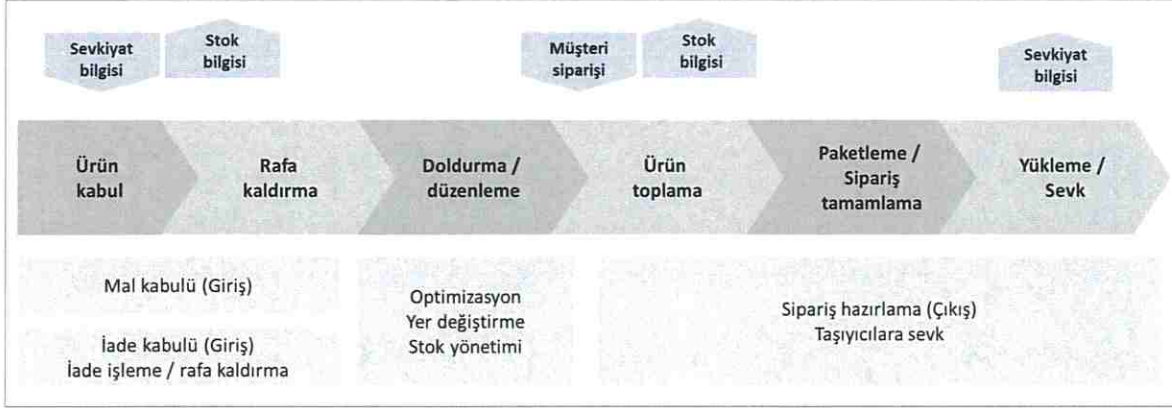 Sevkiyat
bilgisi
Stok
bilgisi
Müşteri
siparişi
Stok
bilgisi
Sevkiyat
bilgisi
Ürün
kabul
Rafa
kaldırma
Doldurma /
düzenleme
Ürün
toplama
Paketleme /
Sipariş
tamamlama
Yükleme /
Sevk
Mal kabulü (Giriş)
İade kabulü (Giriş)
İade işleme / rafa kaldırma
Optimizasyon
Yer değiştirme
Stok yönetimi
Sipariş hazırlama (Çıkış)
Taşıyıcılara sevk